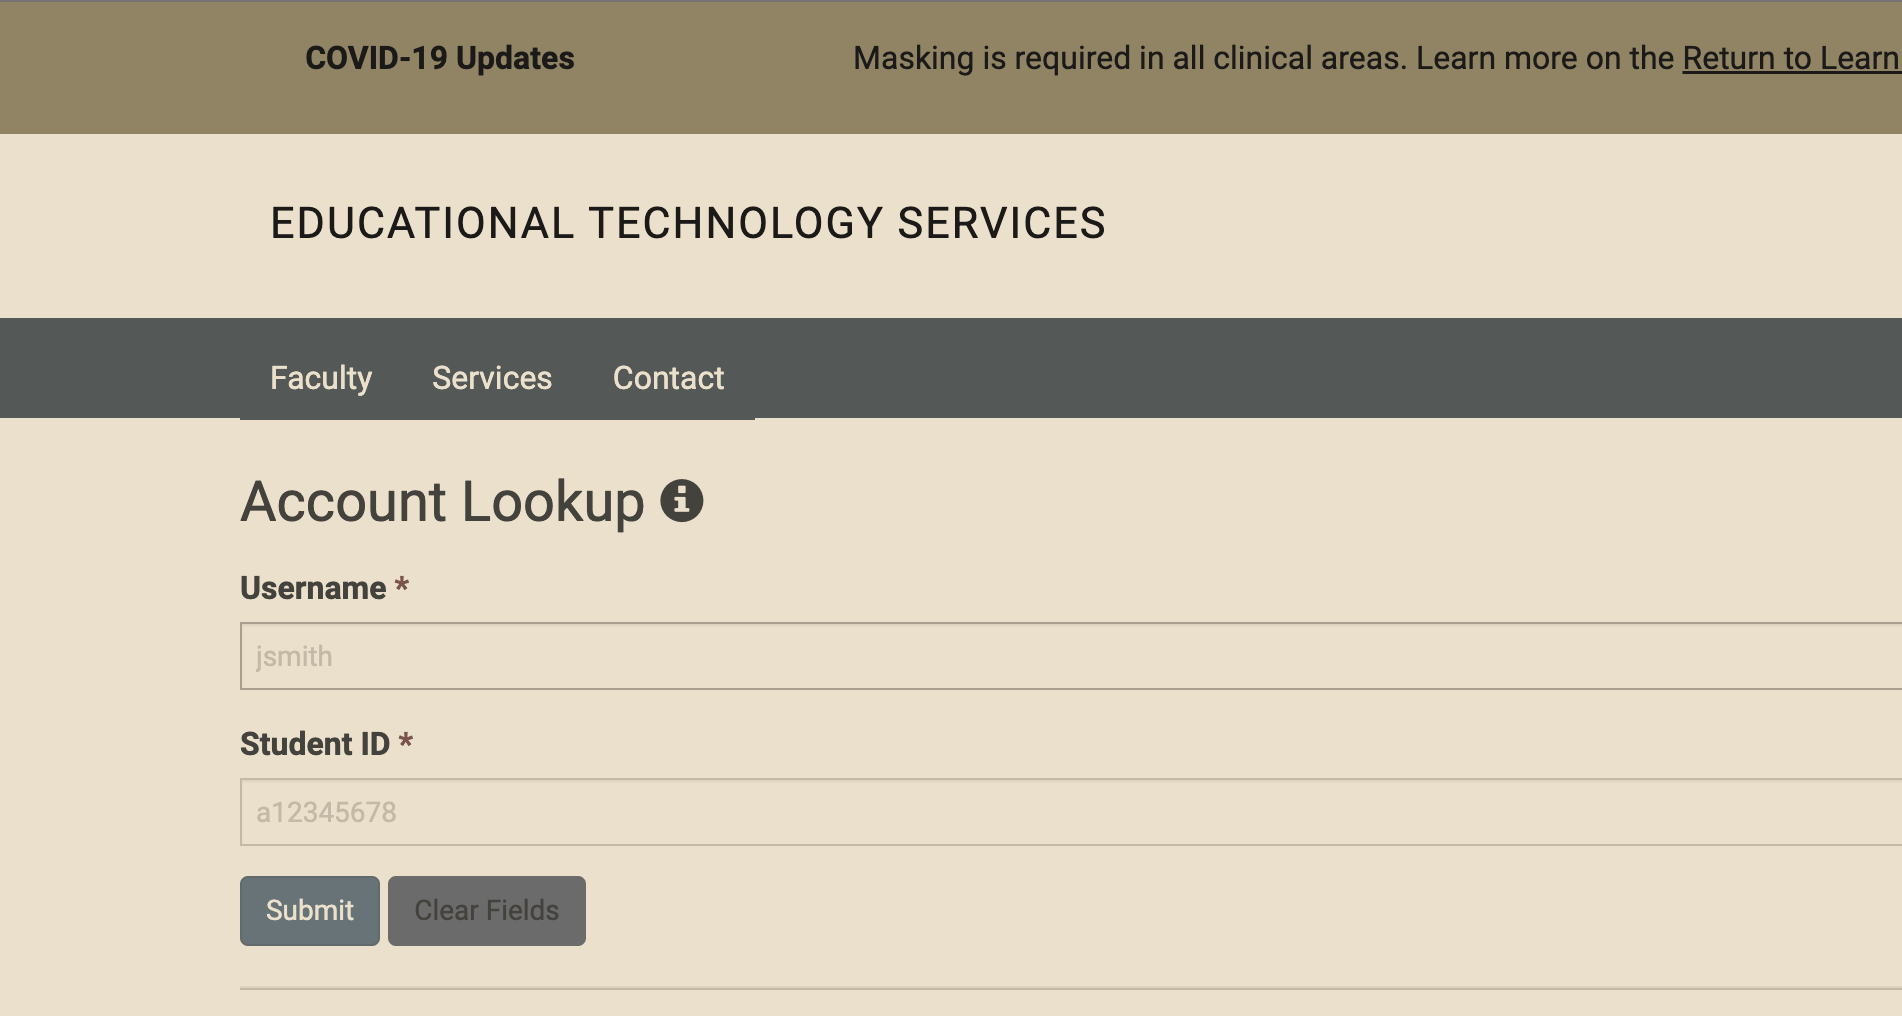 COVID-19 Updates
Masking is required in all clinical areas. Learn more on the Return to Learn
EDUCATIONAL TECHNOLOGY SERVICES
Faculty Services Contact
Account Lookup
Username *
jsmith
Student ID *
a12345678
Submit Clear Fields